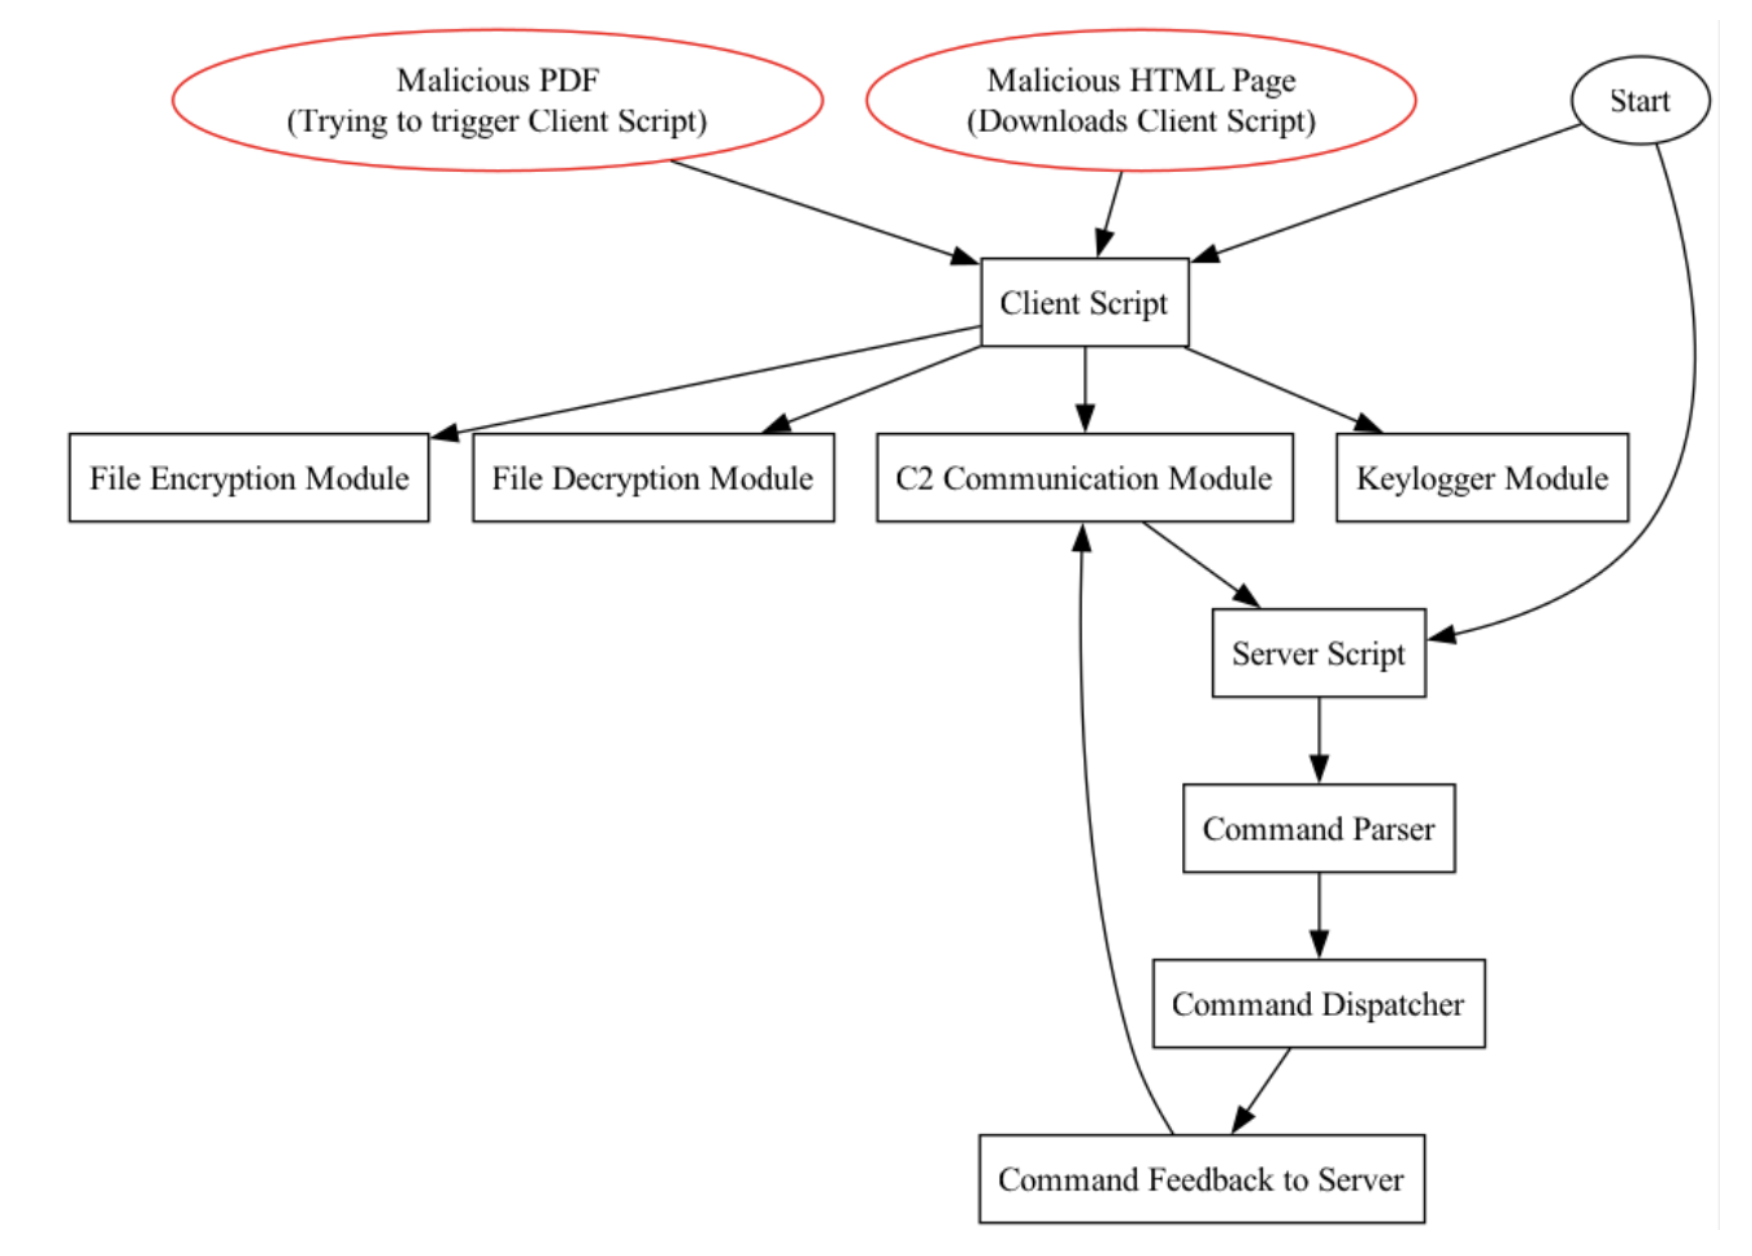 Malicious PDF
(Trying to trigger Client Script)
Malicious HTML Page
(Downloads Client Script)
Start
Client Script
File Encryption Module
File Decryption Module
C2 Communication Module
Keylogger Module
Server Script
Command Parser
Command Dispatcher
Command Feedback to Server